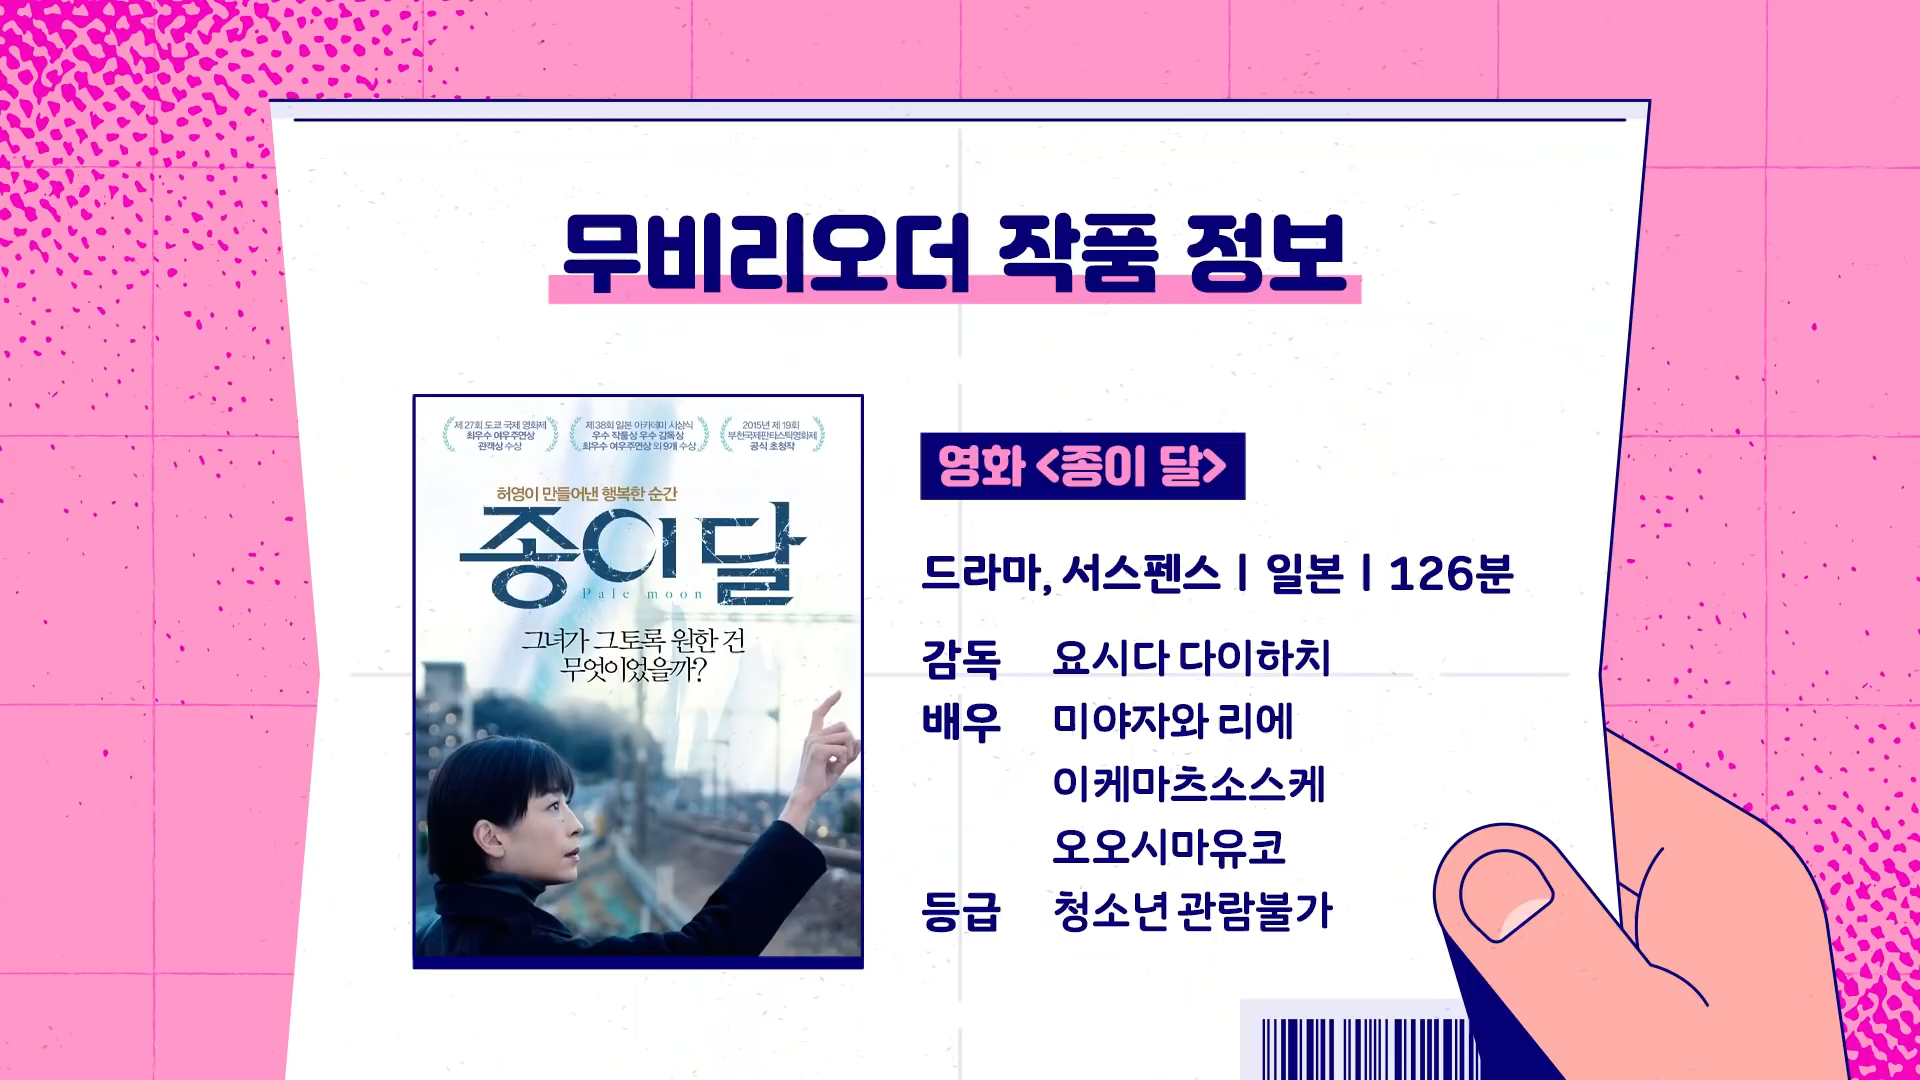 무비리오더 작품 정보
제 27회 도쿄 국제 영화제
최우수 여우주연상
관객상 수상
제38회 일본 아카데미 시상식
우수 작품상 우수 감독상
최우수 여우주연상 외 9개 수상
2015년 제 19회
부천국제판타스틱영화제
공식 초청작
허영이 만들어낸 행복한 순간
종이 달
Pale moon
그녀가 그토록 원한 건
무엇이었을까?
영화 <종이 달>
드라마, 서스펜스 | 일본 | 126분
감독 요시다 다이하치
배우 미야자와 리에
이케마츠소스케
오오시마유코
등급 청소년 관람불가